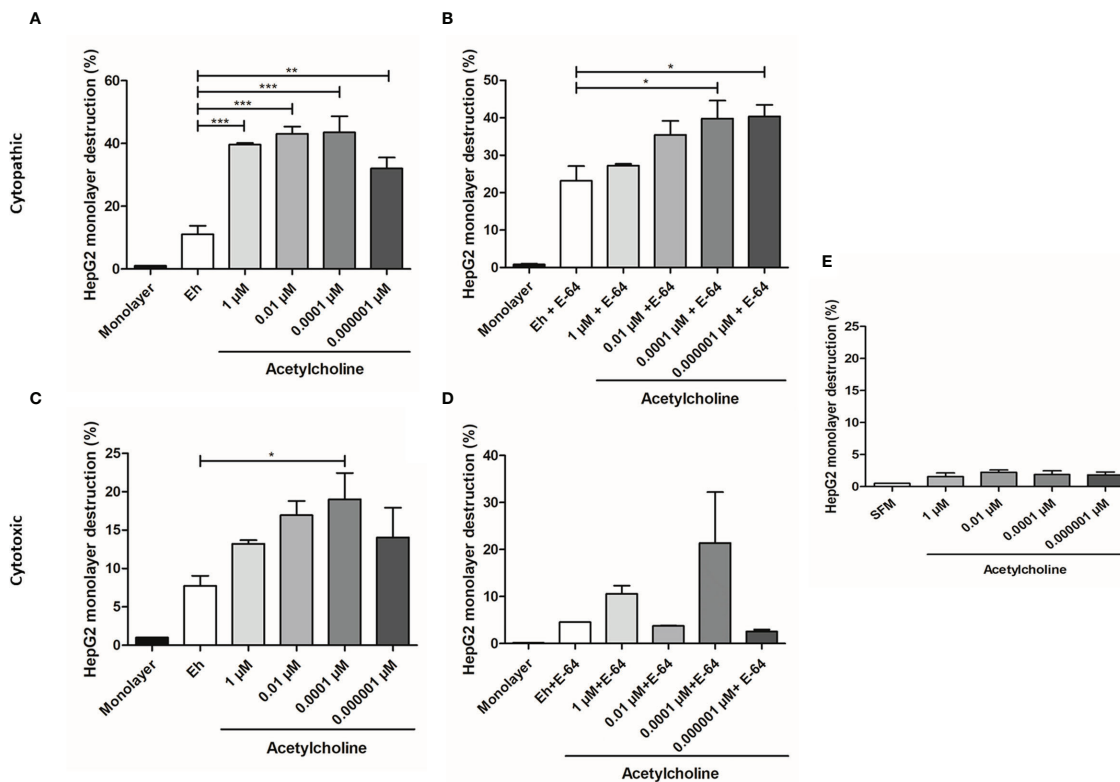 A
Cytopathic
HepG2 monolayer destruction (%)
60
40
20
0
**
***
***
***
Monolayer
Eh
1 µM
0.01 µM
0.0001 µM
0.000001 µM
Acetylcholine
B
HepG2 monolayer destruction (%)
50
40
30
20
10
0
*
*
Monolayer
Eh + E-64
1 µM + E-64
0.01 µM +E-64
0.0001 µM + E-64
0.000001 µM + E-64
Acetylcholine
C
Cytotoxic
HepG2 monolayer destruction (%)
25
20
15
10
5
0
*
Monolayer
Eh
1 µM
0.01 µM
0.0001 µM
0.000001 µM
Acetylcholine
D
HepG2 monolayer destruction (%)
40
30
20
10
0
Monolayer
Eh+E-64
1 µM+E-64
0.01 µM+E-64
0.0001 µM+E-64
0.000001 µM+ E-64
Acetylcholine
E
HepG2 monolayer destruction (%)
25
20
15
10
5
0
SFM
1 µM
0.01 µM
0.0001 µM
0.000001 µM
Acetylcholine